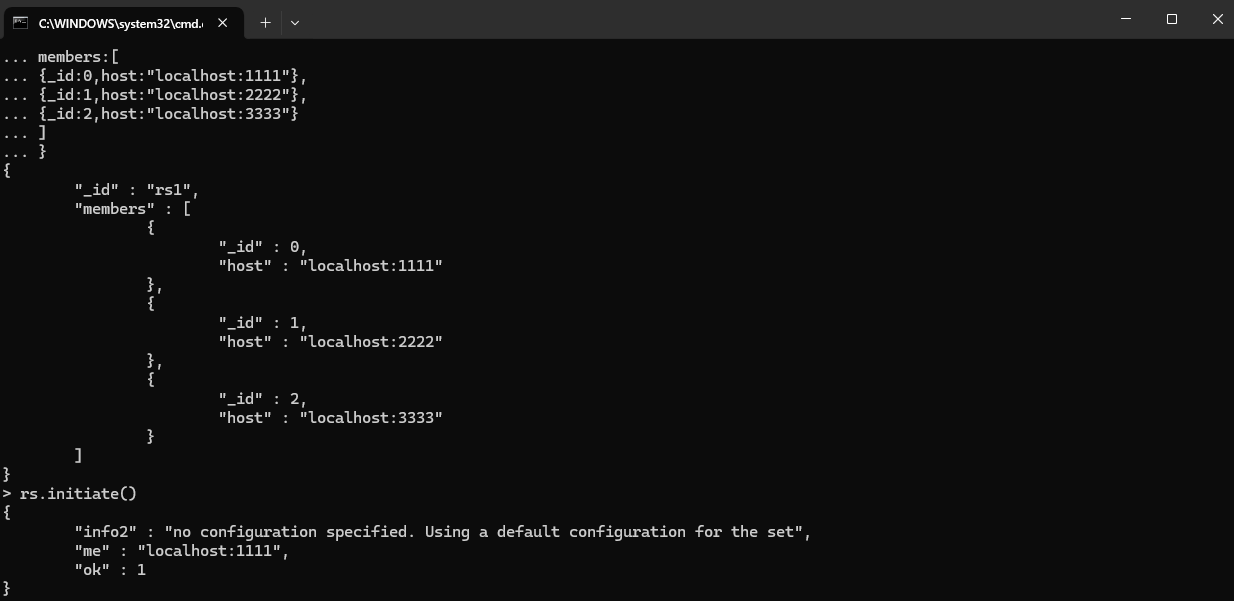 C:\WINDOWS\system32\cmd.
... members:[
... {_id:0,host:"localhost:1111"},
... {_id:1,host:"localhost:2222"},
... {_id:2,host:"localhost:3333"}
... ]
... }
{
        "_id" : "rs1",
        "members" : [
                {
                        "_id" : 0,
                        "host" : "localhost:1111"
                },
                {
                        "_id" : 1,
                        "host" : "localhost:2222"
                },
                {
                        "_id" : 2,
                        "host" : "localhost:3333"
                }
        ]
}
> rs.initiate()
{
        "info2" : "no configuration specified. Using a default configuration for the set",
        "me" : "localhost:1111",
        "ok" : 1
}